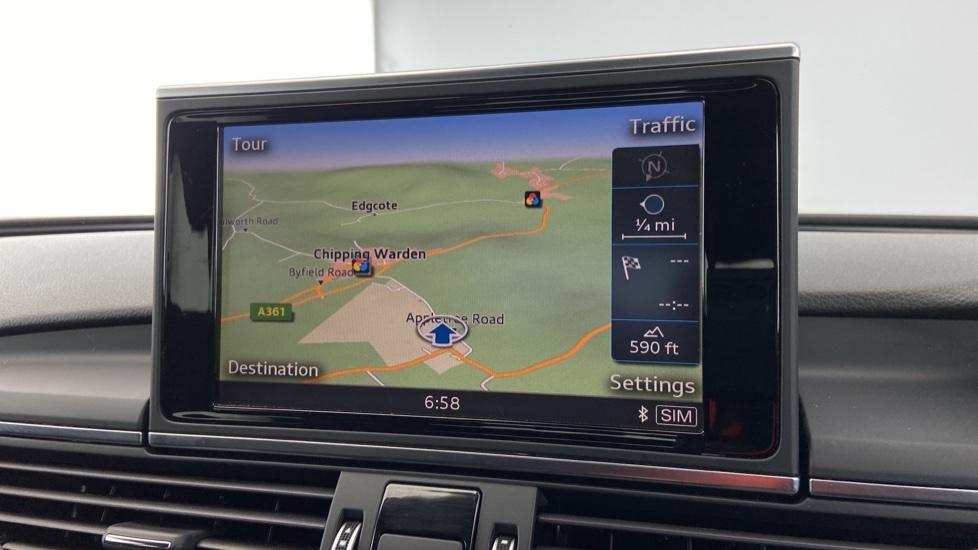 Tour
Traffic
N
Edgcote
1/4 mi
Chipping Warden
Byfield Road
---
--:-
A361
Appletree Road
590 ft
Destination
Settings
6:58
SIM